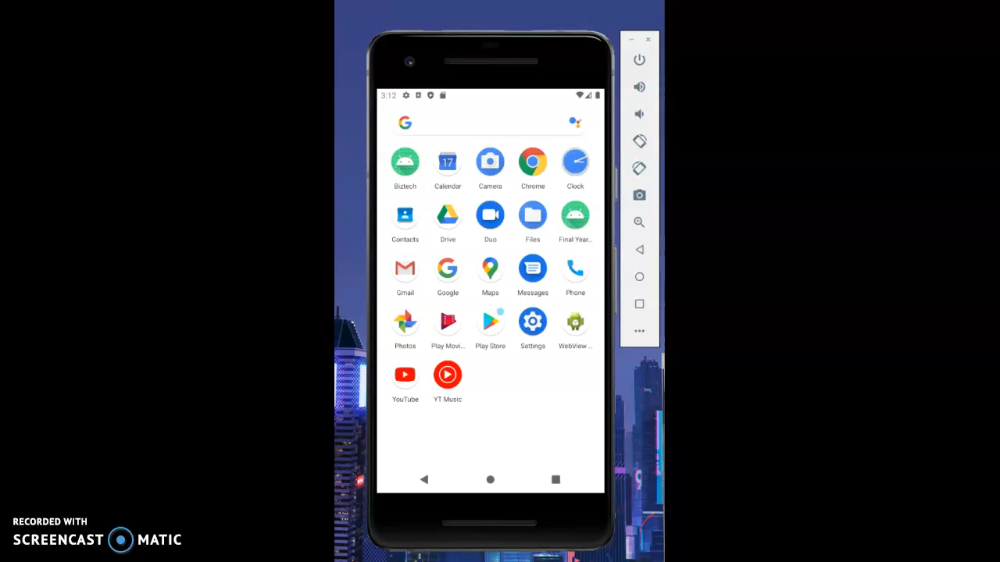 3:12
Biztech Calendar Camera Chrome Clock
17
Contacts Drive Duo Files Final Year...
Gmail Google Maps Messages Phone
Photos Play Movi... Play Store Settings WebView ...
YouTube YT Music
RECORDED WITH
SCREENCAST MATIC